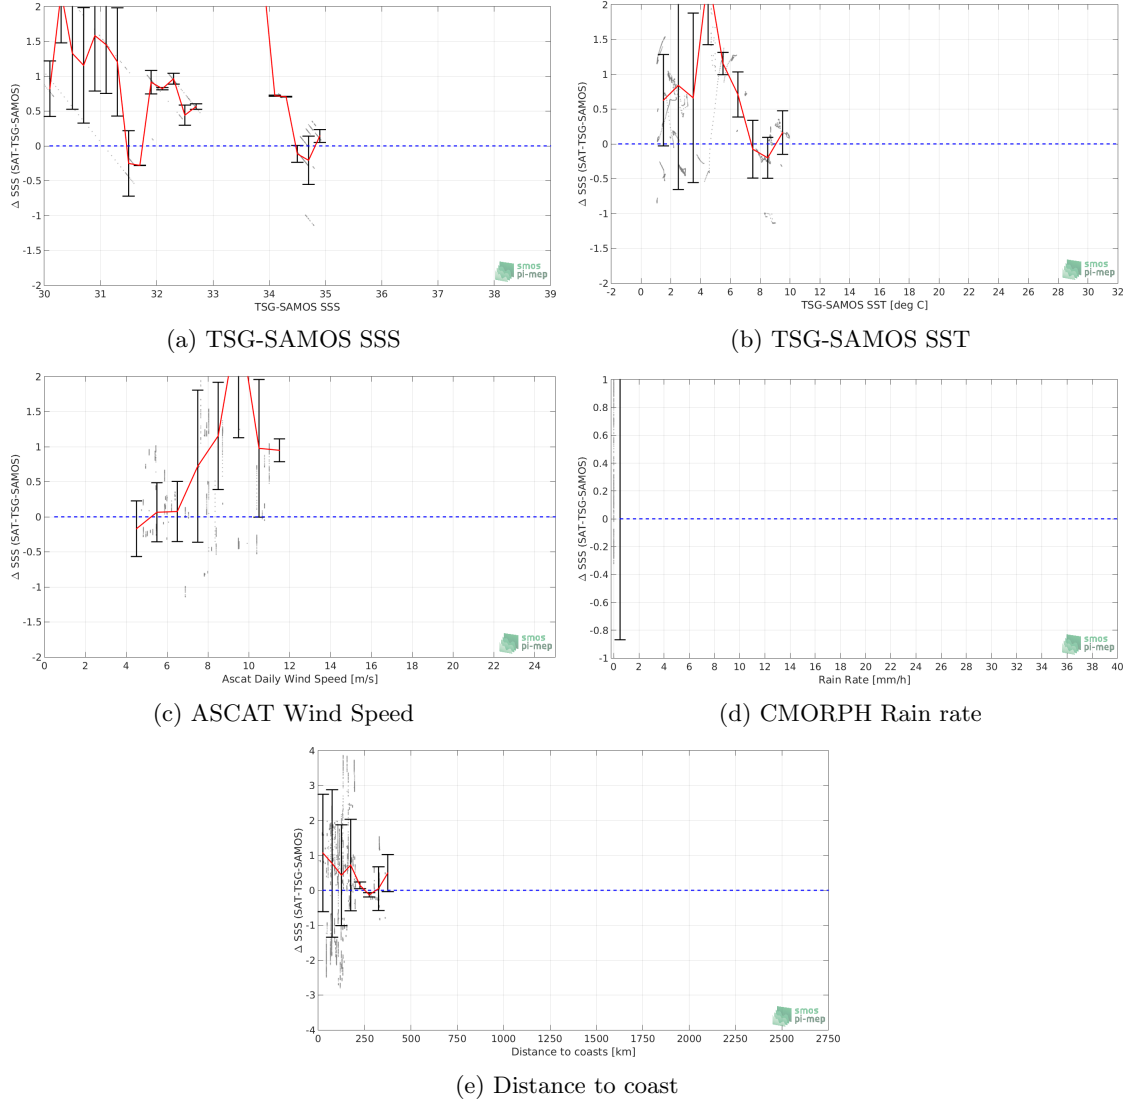 2
1.5
1
0.5
0
-0.5
-1
-1.5
-2
Δ SSS (SAT-TSG-SAMOS)
30 31 32 33 34 35 36 37 38 39
TSG-SAMOS SSS
smos
pi-mep
(a) TSG-SAMOS SSS
2
1.5
1
0.5
0
-0.5
-1
-1.5
-2
Δ SSS (SAT-TSG-SAMOS)
-2 0 2 4 6 8 10 12 14 16 18 20 22 24 26 28 30 32
TSG-SAMOS SST [deg C]
smos
pi-mep
(b) TSG-SAMOS SST
2
1.5
1
0.5
0
-0.5
-1
-1.5
-2
Δ SSS (SAT-TSG-SAMOS)
0 2 4 6 8 10 12 14 16 18 20 22 24
Ascat Daily Wind Speed [m/s]
smos
pi-mep
(c) ASCAT Wind Speed
1
0.8
0.6
0.4
0.2
0
-0.2
-0.4
-0.6
-0.8
-1
Δ SSS (SAT-TSG-SAMOS)
0 2 4 6 8 10 12 14 16 18 20 22 24 26 28 30 32 34 36 38 40
Rain Rate [mm/h]
smos
pi-mep
(d) CMORPH Rain rate
4
3
2
1
0
-1
-2
-3
-4
Δ SSS (SAT-TSG-SAMOS)
0 250 500 750 1000 1250 1500 1750 2000 2250 2500 2750
Distance to coasts [km]
smos
pi-mep
(e) Distance to coast